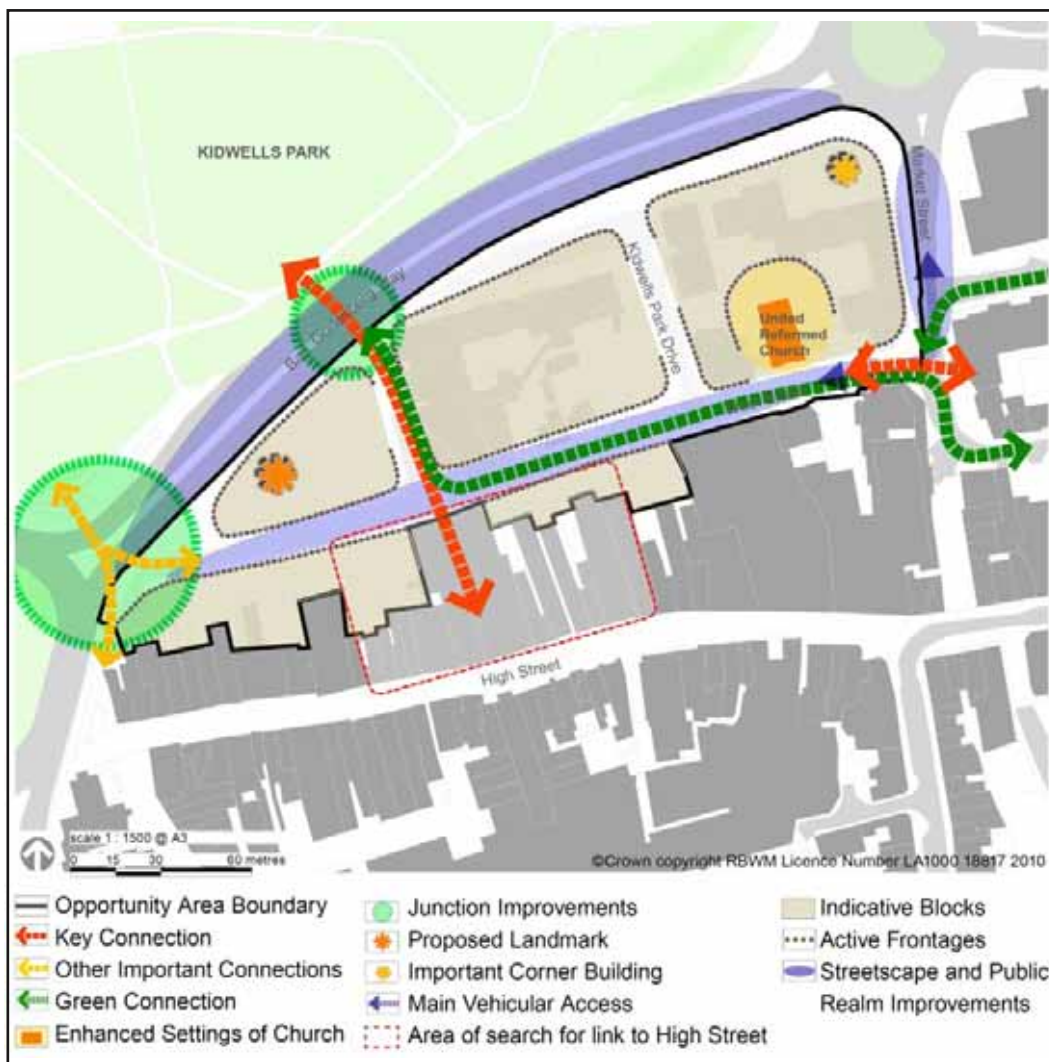 KIDWELLS PARK
Market Street
Kidwells Park Drive
United
Reformed
Church
High Street
scale 1 : 1500 @ A3
0 15 30 60 metres
©Crown copyright RBWM Licence Number LA1000 18817 2010
Opportunity Area Boundary
Key Connection
Other Important Connections
Green Connection
Enhanced Settings of Church
Junction Improvements
Proposed Landmark
Important Corner Building
Main Vehicular Access
Area of search for link to High Street
Indicative Blocks
Active Frontages
Streetscape and Public
Realm Improvements